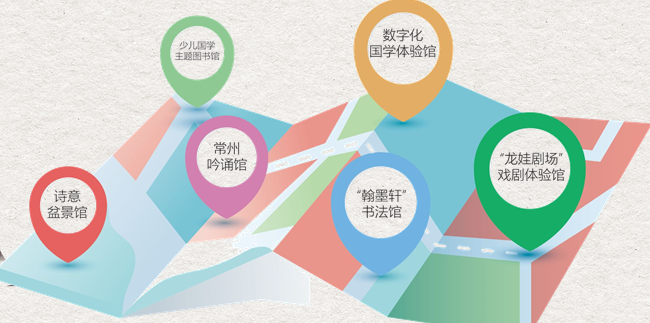 少儿国学
主题图书馆
数字化
国学体验馆
常州
吟诵馆
“龙娃剧场”
戏剧体验馆
诗意
盆景馆
“翰墨轩”
书法馆